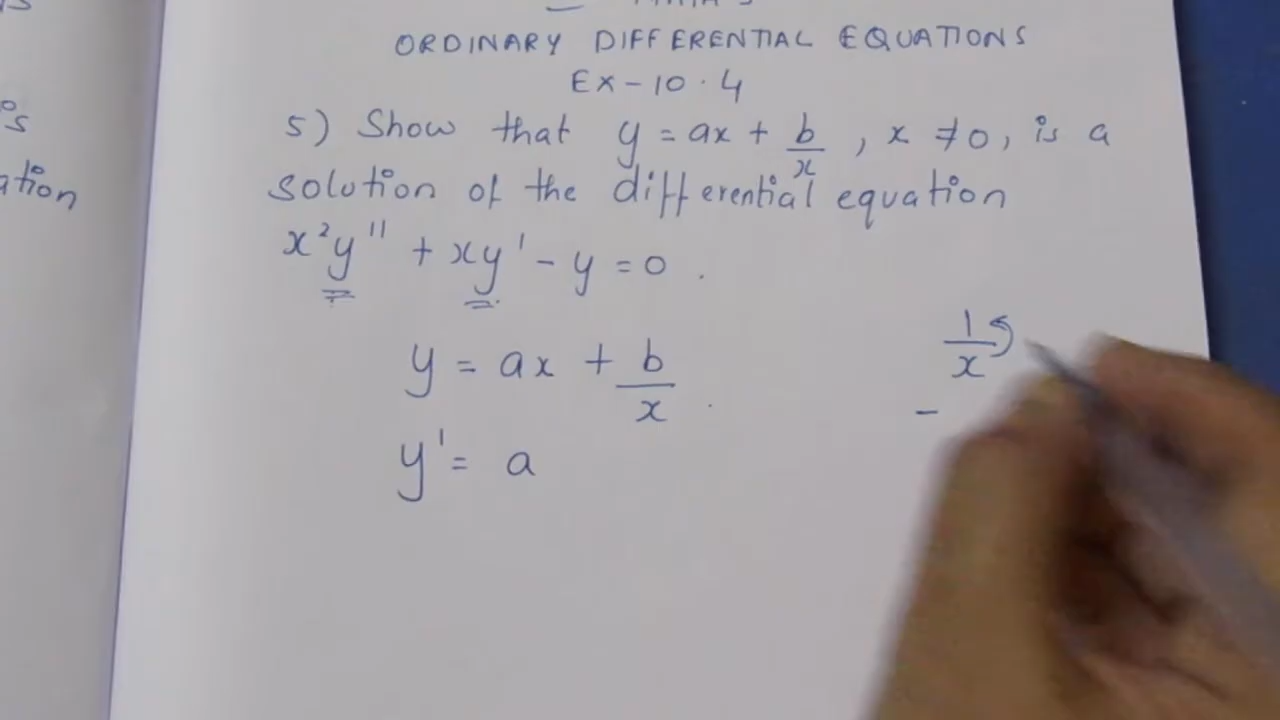 ORDINARY DIFFERENTIAL EQUATIONS
EX-10.4
5) Show that y = ax + b/x, x ≠ 0, is a
solution of the differential equation
x²y'' + xy' - y = 0.
y = ax + b/x
y' = a
1/x
-
's
ation